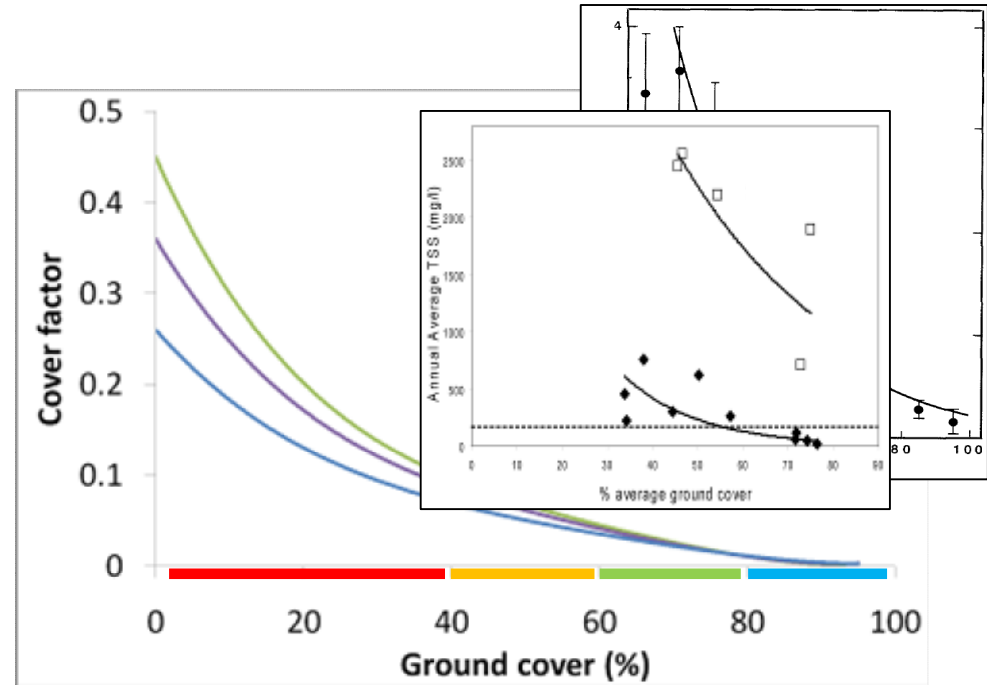 4
80
100
0.5
0.4
0.3
0.2
0.1
0
Cover factor
0 20 40 60 80 100
Ground cover (%)
2500
2000
1500
1000
500
0
Annual Average TSS (mg/l)
0 10 20 30 40 50 60 70 80 90
% average ground cover